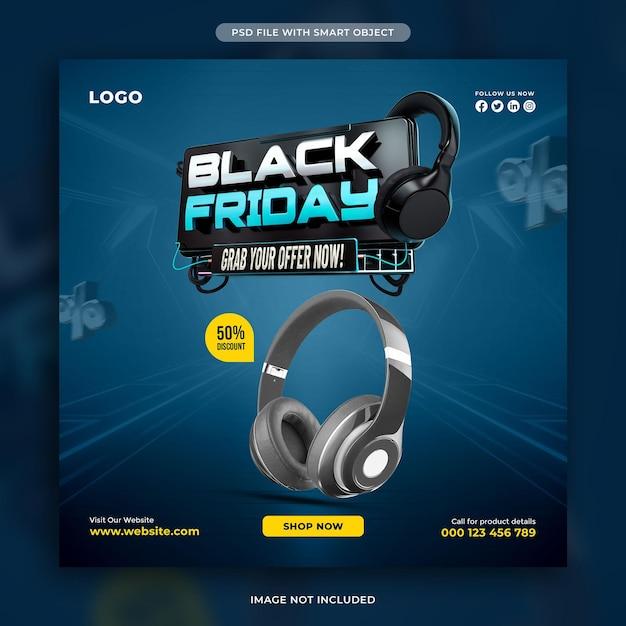 PSD FILE WITH SMART OBJECT
LOGO
FOLLOW US NOW
BLACK
FRIDAY
GRAB YOUR OFFER NOW!
50%
DISCOUNT
Visit Our Website
www.website.com
SHOP NOW
Call for product details
000 123 456 789
IMAGE NOT INCLUDED